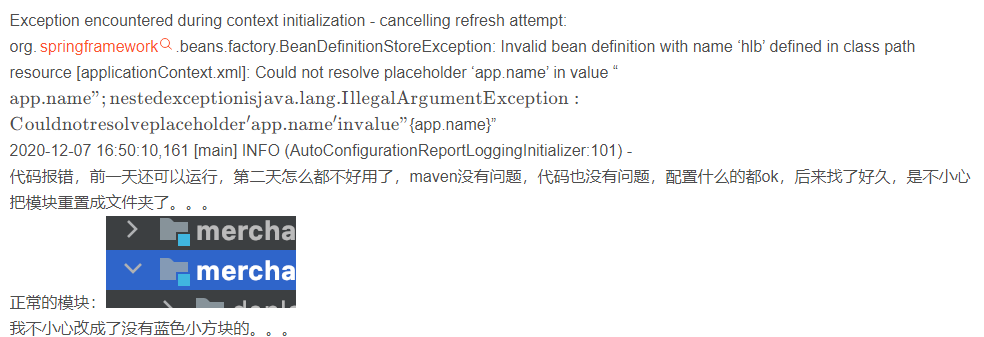 Exception encountered during context initialization - cancelling refresh attempt:
org. springframework .beans.factory.BeanDefinitionStoreException: Invalid bean definition with name ‘hlb’ defined in class path
resource [applicationContext.xml]: Could not resolve placeholder ‘app.name’ in value “
app.name”;nestedexceptionisjava.lang.IllegalArgumentException:
Couldnotresolveplaceholder′app.name′invalue”{app.name}”
2020-12-07 16:50:10,161 [main] INFO (AutoConfigurationReportLoggingInitializer:101) -
代码报错，前一天还可以运行，第二天怎么都不好用了，maven没有问题，代码也没有问题，配置什么的都ok，后来找了好久，是不小心
把模块重置成文件夹了。。。
mercha
mercha
正常的模块：
我不小心改成了没有蓝色小方块的。。。